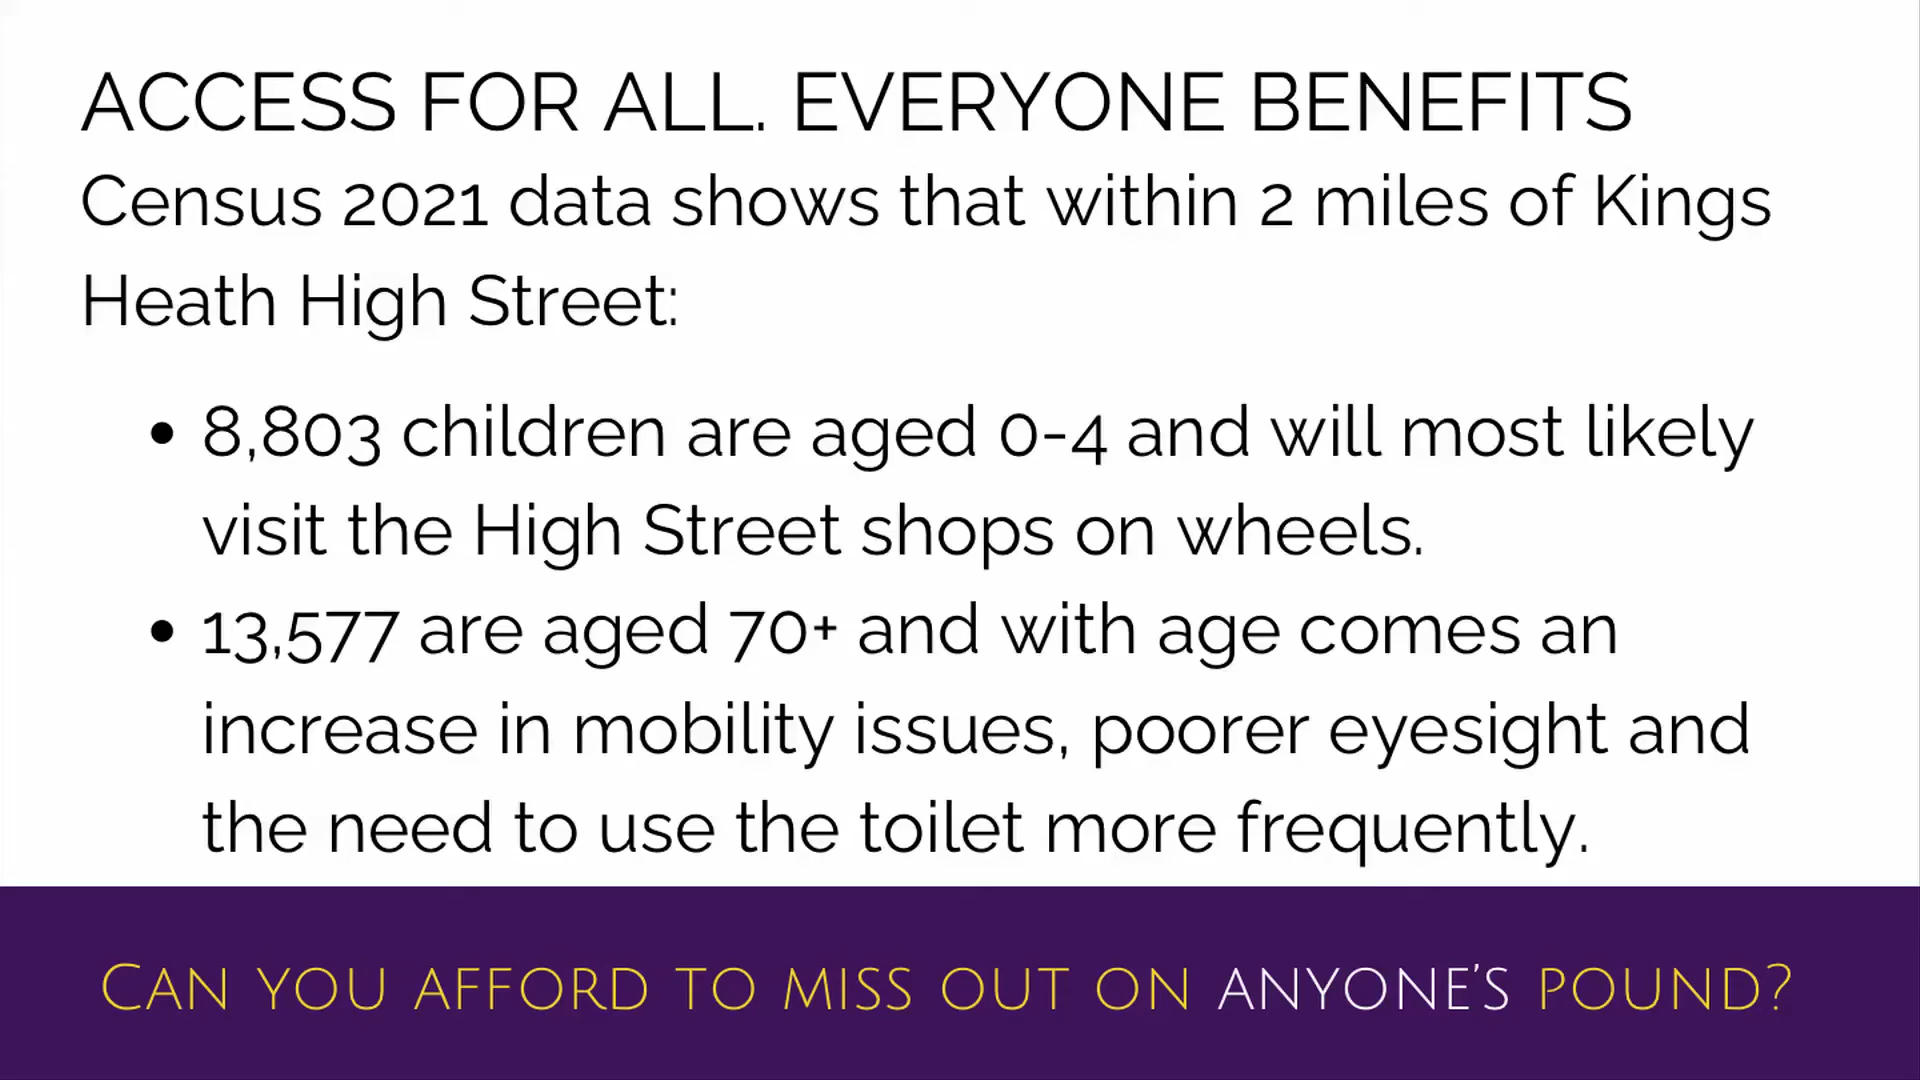 ACCESS FOR ALL. EVERYONE BENEFITS
Census 2021 data shows that within 2 miles of Kings
Heath High Street:
• 8,803 children are aged 0-4 and will most likely
visit the High Street shops on wheels.
• 13,577 are aged 70+ and with age comes an
increase in mobility issues, poorer eyesight and
the need to use the toilet more frequently.
CAN YOU AFFORD TO MISS OUT ON ANYONE'S POUND?